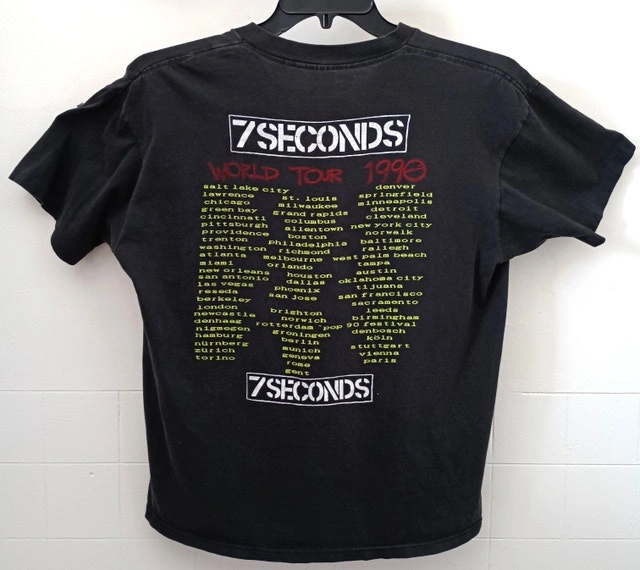 7SECONDS
WORLD TOUR 1990
salt lake city denver
lawrence st. louis springfield
chicago milwaukee minneapolis
green bay grand rapids detroit
cincinnati columbus cleveland
pittsburgh allentown new york city
providence boston norwalk
trenton philadelphia baltimore
washington richmond raliegh
atlanta melbourne west palm beach
miami orlando tampa
new orleans houston austin
san antonio dallas oklahoma city
las vegas phoenix tijuana
reseda san jose san francisco
berkeley sacramento
london brighton leeds
newcastle norwich birmingham
denhaag rotterdam 'pop 90 festival
nigmegen groningen denbosch
hamburg berlin köln
nürnberg munich stuttgart
zürich geneva vienna
torino rome paris
gent
7SECONDS